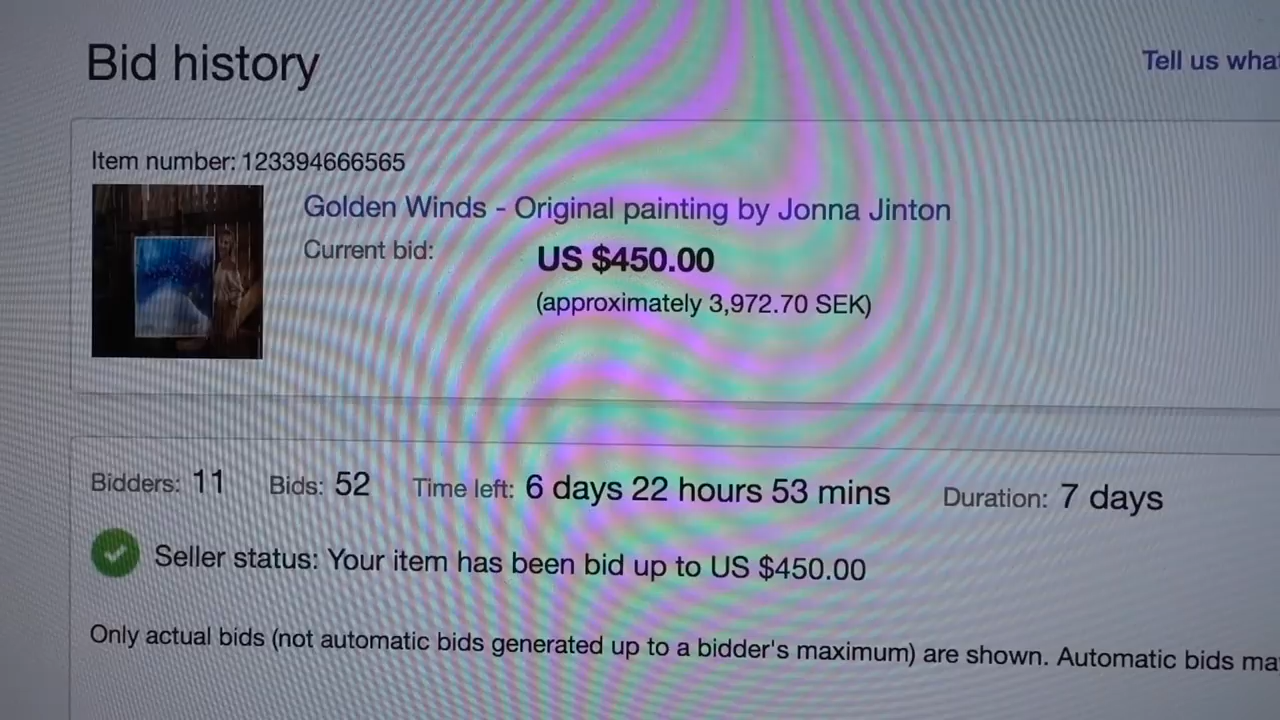 Bid history
Tell us wha
Item number: 123394666565
Golden Winds - Original painting by Jonna Jinton
Current bid:
US $450.00
(approximately 3,972.70 SEK)
Bidders: 11 Bids: 52 Time left: 6 days 22 hours 53 mins Duration: 7 days
Seller status: Your item has been bid up to US $450.00
Only actual bids (not automatic bids generated up to a bidder's maximum) are shown. Automatic bids ma